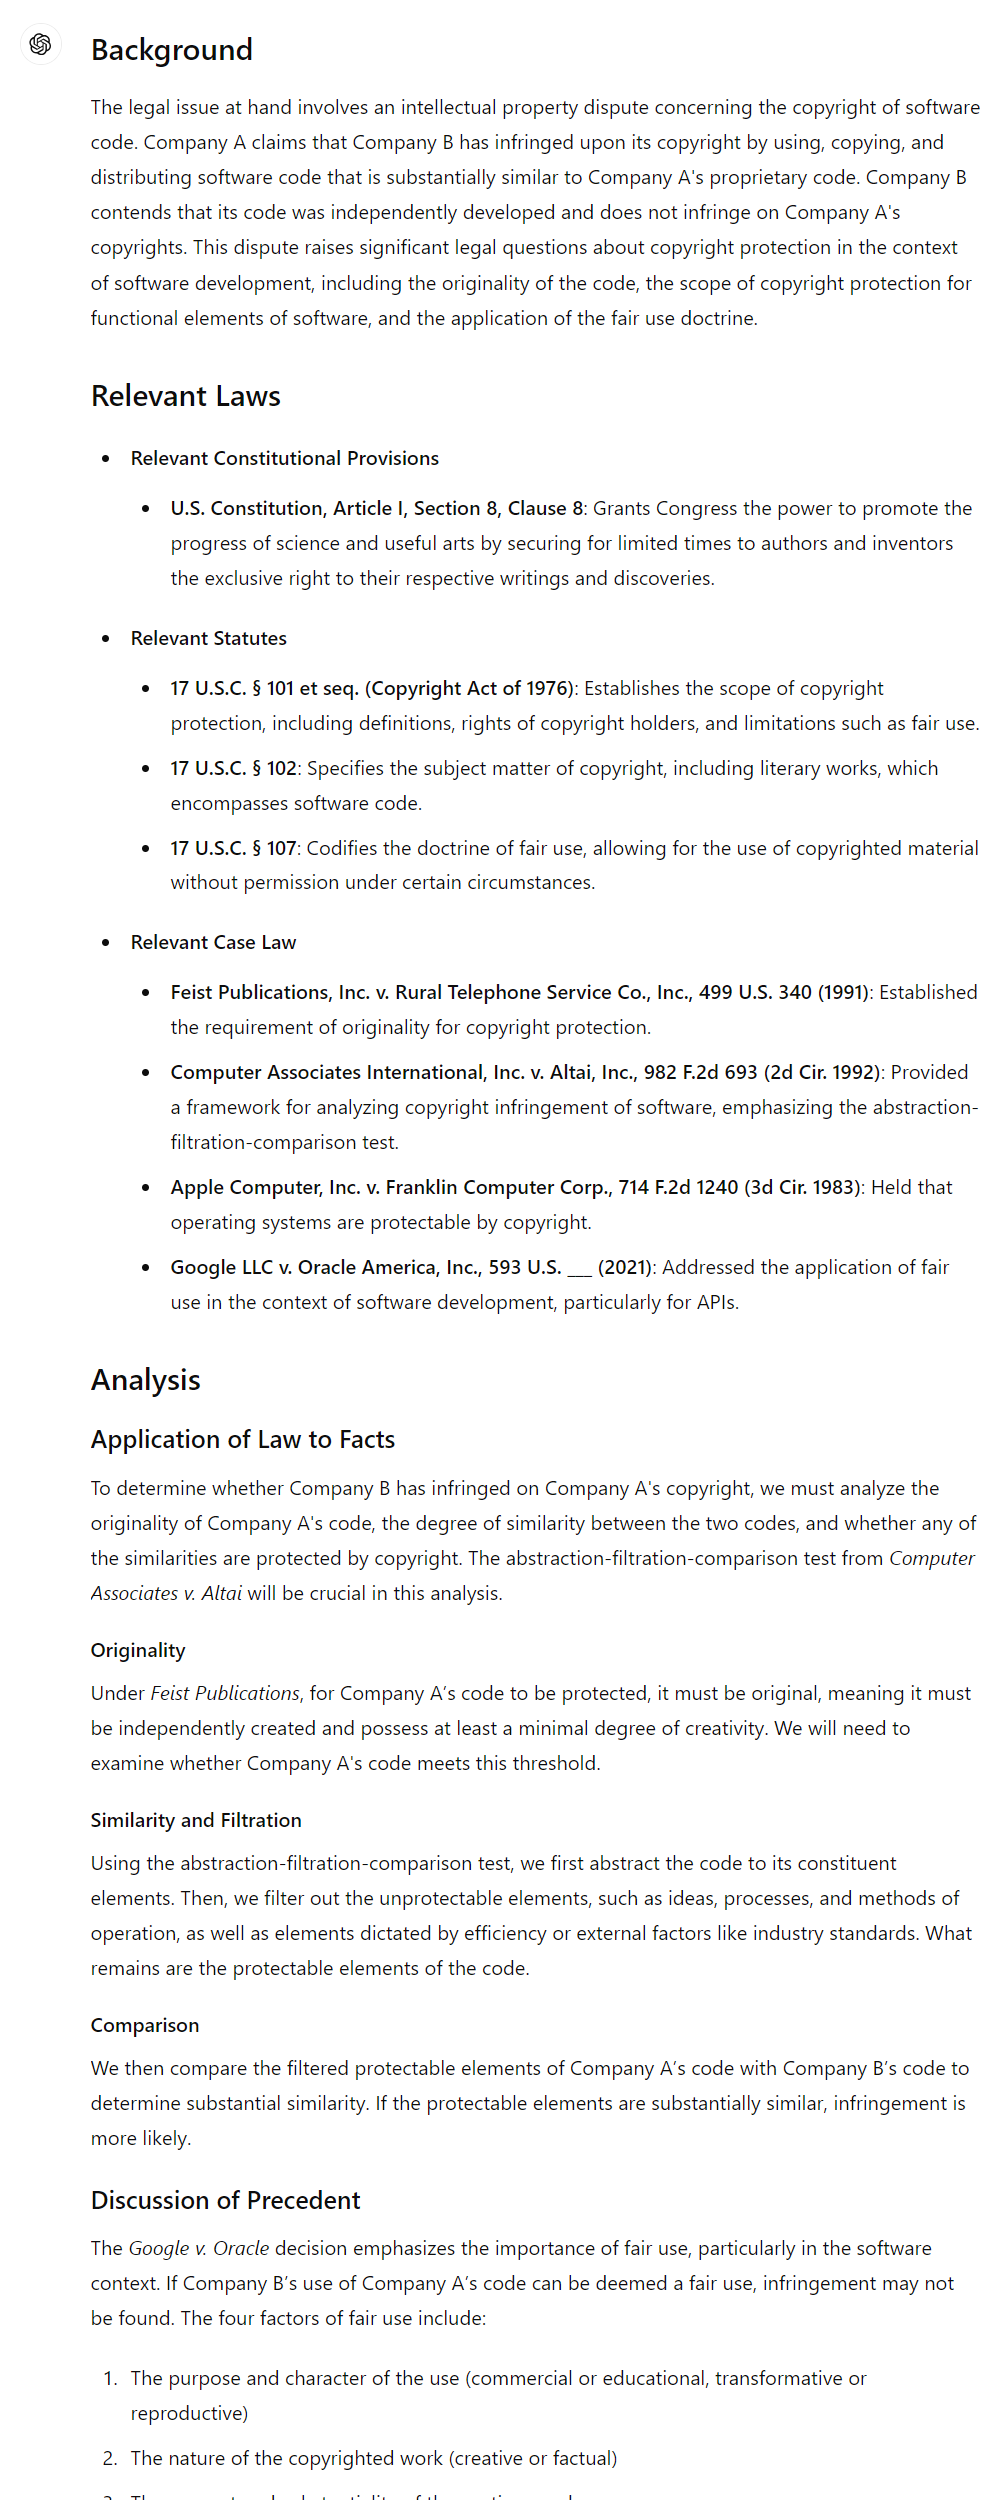 Background
The legal issue at hand involves an intellectual property dispute concerning the copyright of software
code. Company A claims that Company B has infringed upon its copyright by using, copying, and
distributing software code that is substantially similar to Company A's proprietary code. Company B
contends that its code was independently developed and does not infringe on Company A's
copyrights. This dispute raises significant legal questions about copyright protection in the context
of software development, including the originality of the code, the scope of copyright protection for
functional elements of software, and the application of the fair use doctrine.
Relevant Laws
• Relevant Constitutional Provisions
• U.S. Constitution, Article I, Section 8, Clause 8: Grants Congress the power to promote the
progress of science and useful arts by securing for limited times to authors and inventors
the exclusive right to their respective writings and discoveries.
• Relevant Statutes
• 17 U.S.C. § 101 et seq. (Copyright Act of 1976): Establishes the scope of copyright
protection, including definitions, rights of copyright holders, and limitations such as fair use.
• 17 U.S.C. § 102: Specifies the subject matter of copyright, including literary works, which
encompasses software code.
• 17 U.S.C. § 107: Codifies the doctrine of fair use, allowing for the use of copyrighted material
without permission under certain circumstances.
• Relevant Case Law
• Feist Publications, Inc. v. Rural Telephone Service Co., Inc., 499 U.S. 340 (1991): Established
the requirement of originality for copyright protection.
• Computer Associates International, Inc. v. Altai, Inc., 982 F.2d 693 (2d Cir. 1992): Provided
a framework for analyzing copyright infringement of software, emphasizing the abstraction-
filtration-comparison test.
• Apple Computer, Inc. v. Franklin Computer Corp., 714 F.2d 1240 (3d Cir. 1983): Held that
operating systems are protectable by copyright.
• Google LLC v. Oracle America, Inc., 593 U.S. ___ (2021): Addressed the application of fair
use in the context of software development, particularly for APIs.
Analysis
Application of Law to Facts
To determine whether Company B has infringed on Company A's copyright, we must analyze the
originality of Company A's code, the degree of similarity between the two codes, and whether any of
the similarities are protected by copyright. The abstraction-filtration-comparison test from Computer
Associates v. Altai will be crucial in this analysis.
Originality
Under Feist Publications, for Company A’s code to be protected, it must be original, meaning it must
be independently created and possess at least a minimal degree of creativity. We will need to
examine whether Company A's code meets this threshold.
Similarity and Filtration
Using the abstraction-filtration-comparison test, we first abstract the code to its constituent
elements. Then, we filter out the unprotectable elements, such as ideas, processes, and methods of
operation, as well as elements dictated by efficiency or external factors like industry standards. What
remains are the protectable elements of the code.
Comparison
We then compare the filtered protectable elements of Company A’s code with Company B’s code to
determine substantial similarity. If the protectable elements are substantially similar, infringement is
more likely.
Discussion of Precedent
The Google v. Oracle decision emphasizes the importance of fair use, particularly in the software
context. If Company B’s use of Company A’s code can be deemed a fair use, infringement may not
be found. The four factors of fair use include:
1. The purpose and character of the use (commercial or educational, transformative or
reproductive)
2. The nature of the copyrighted work (creative or factual)